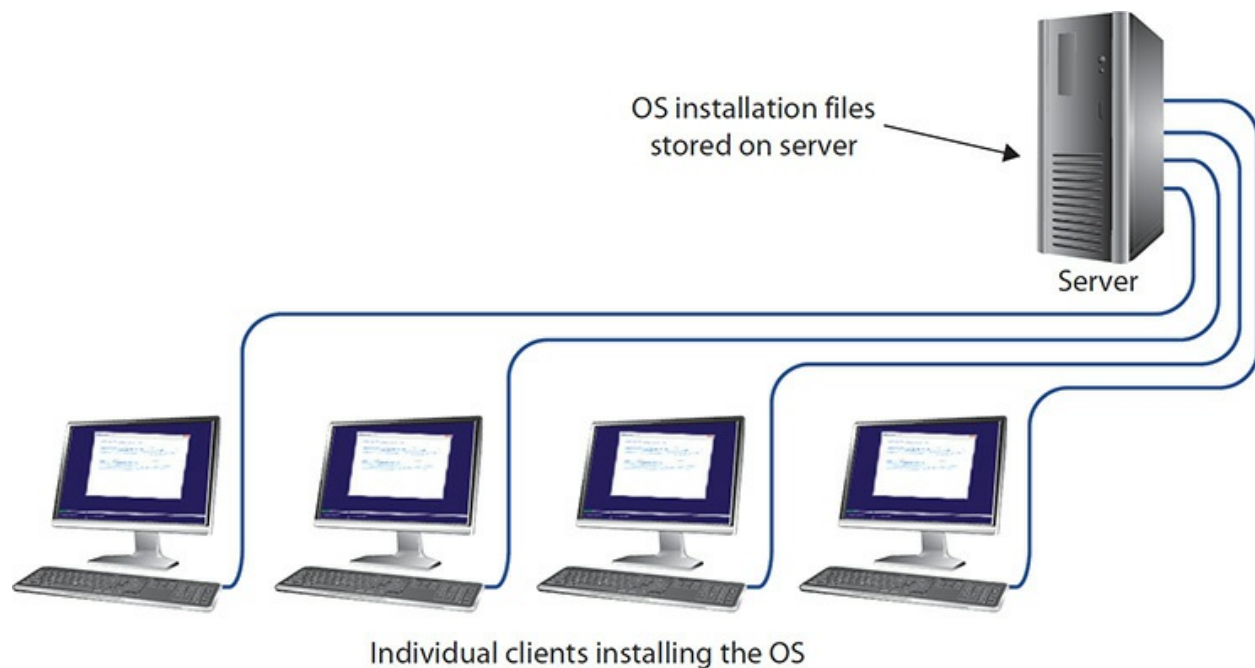 OS installation files
stored on server
Server
Individual clients installing the OS